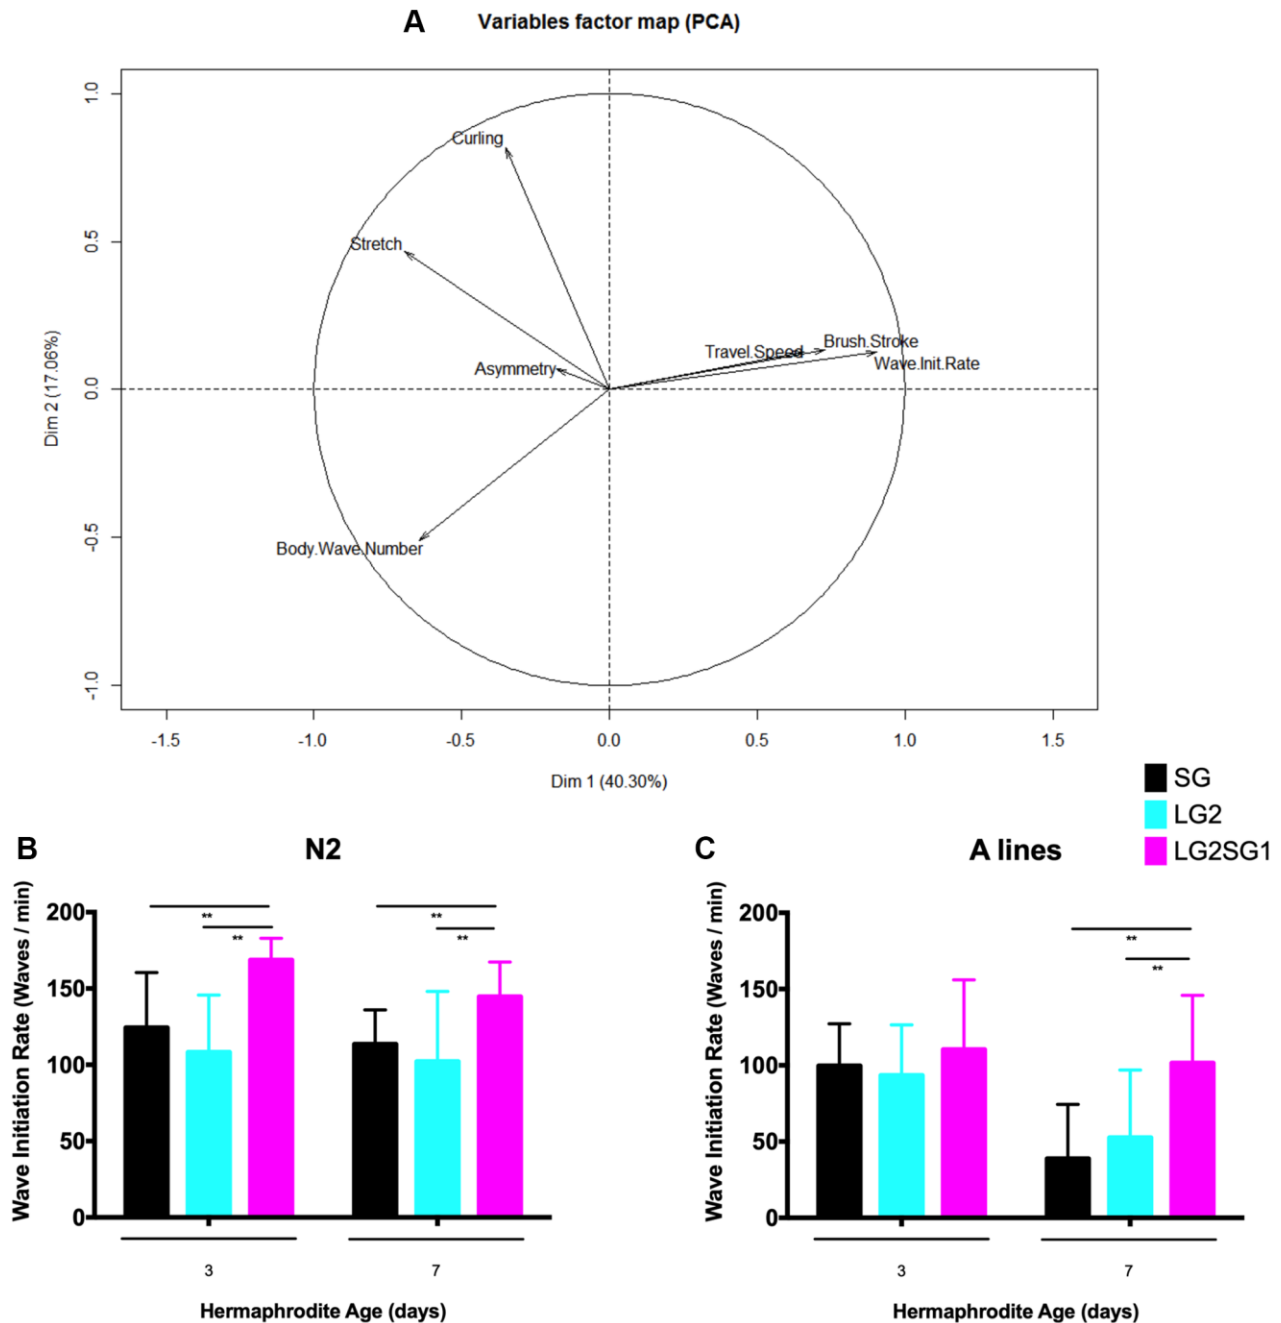 A Variables factor map (PCA)
1.0
0.5
0.0
-0.5
-1.0
Dim 2 (17.06%)
Curling
Stretch
Asymmetry
Body.Wave.Number
Travel.Speed
Brush.Stroke
Wave.Init.Rate
-1.5 -1.0 -0.5 0.0 0.5 1.0 1.5
Dim 1 (40.30%)
SG
LG2
LG2SG1
B N2
Wave Initiation Rate (Waves / min)
200
150
100
50
0
**
**
**
**
3 7
Hermaphrodite Age (days)
C A lines
Wave Initiation Rate (Waves / min)
200
150
100
50
0
**
**
3 7
Hermaphrodite Age (days)